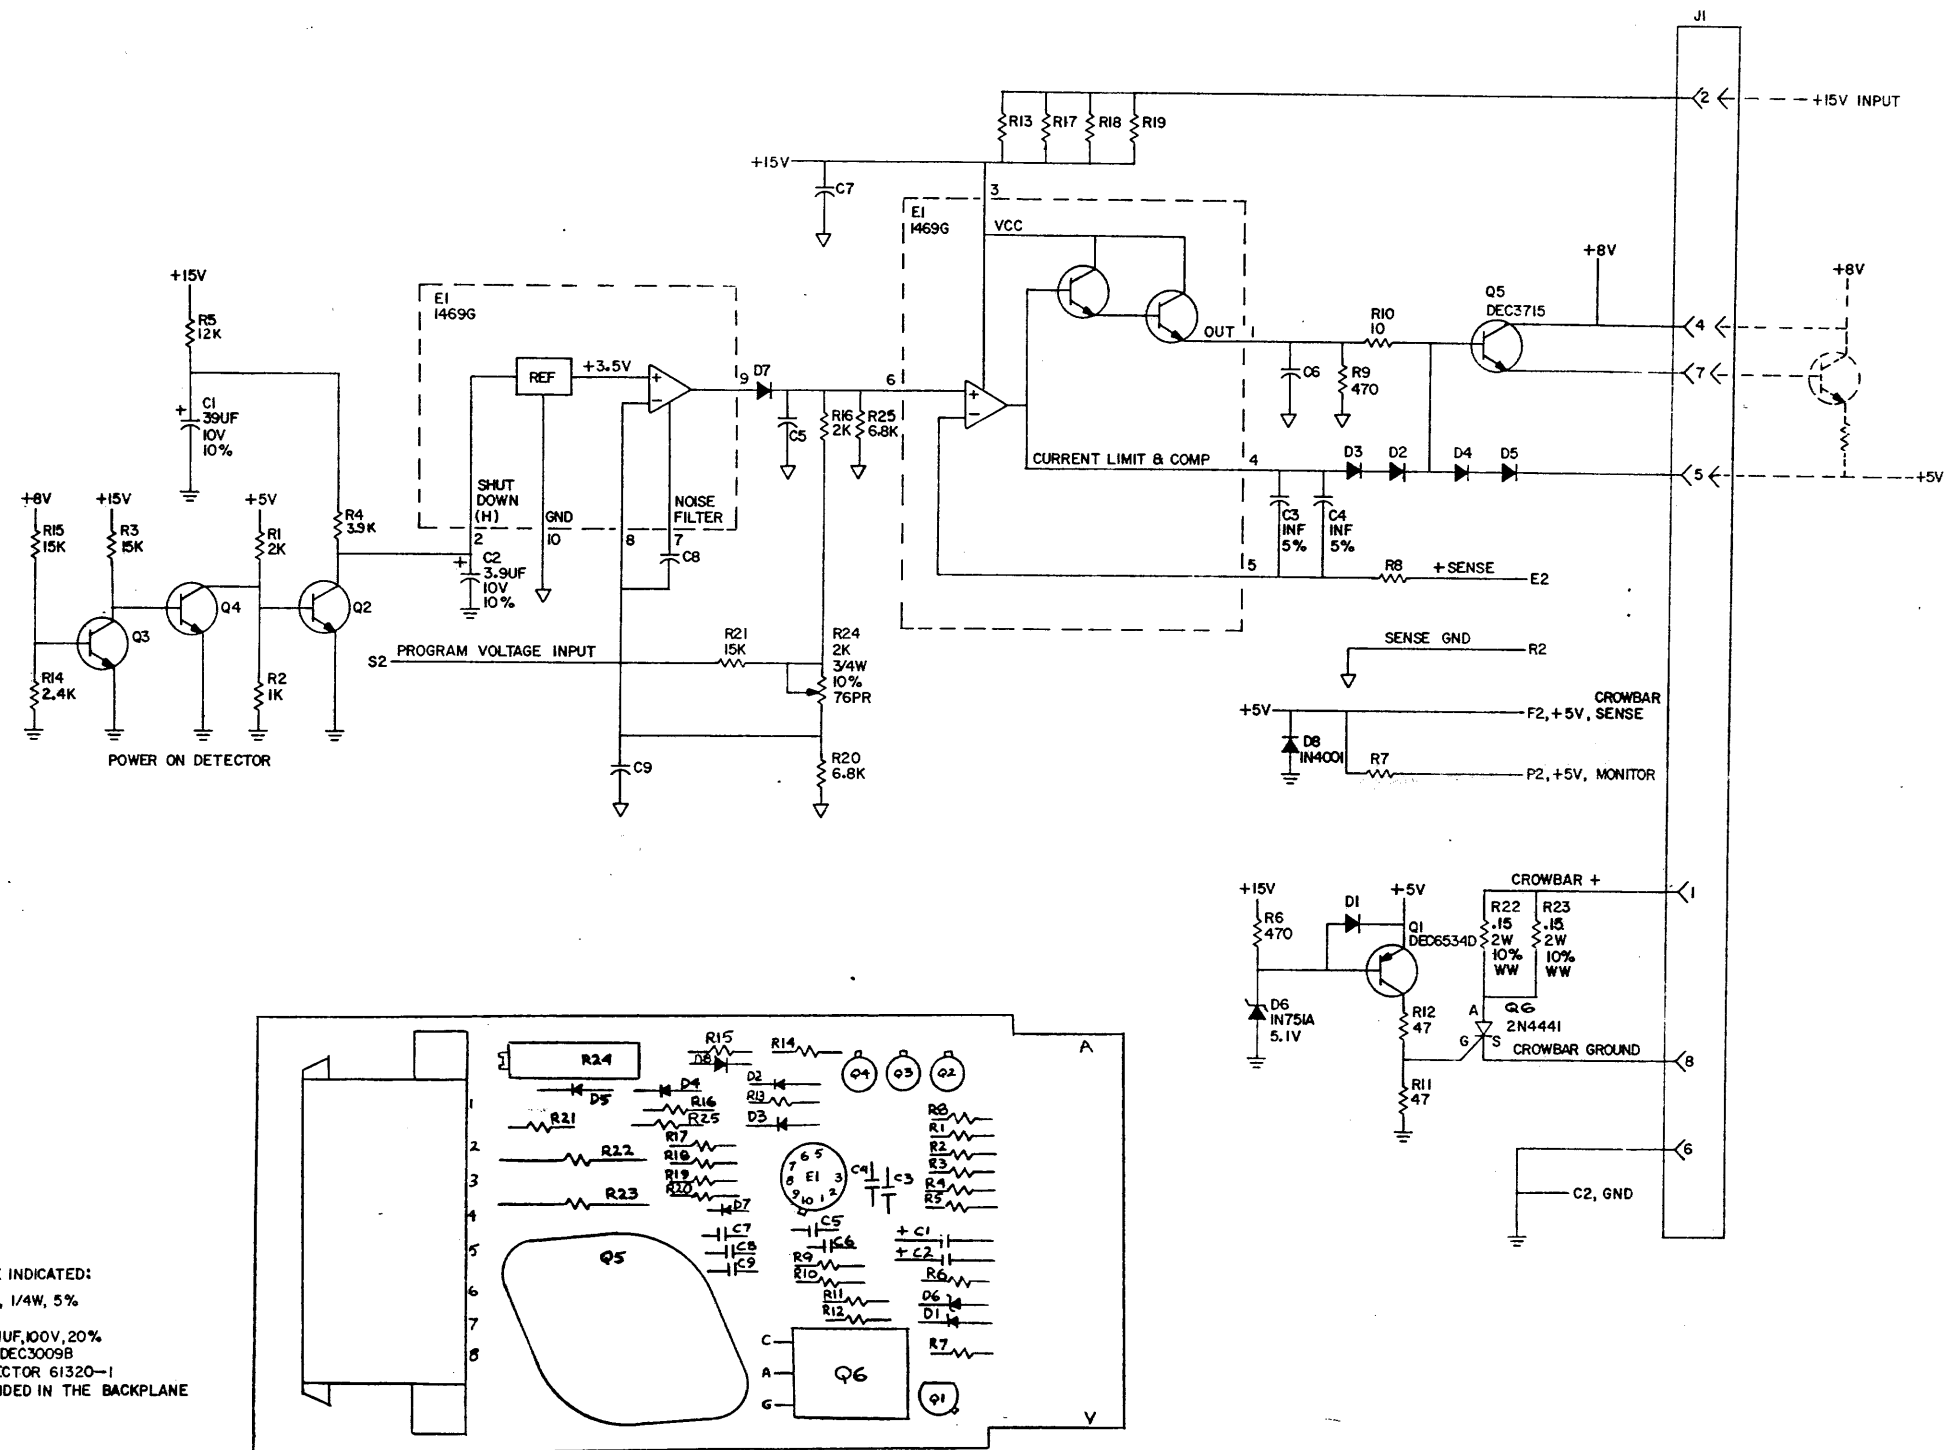 J1
2
+15V INPUT
R13
R17
R18
R19
+15V
C7
3
E1
1469G
VCC
OUT
1
R10
10
Q5
DEC3715
+8V
+8V
4
7
C6
R9
470
+15V
R5
12K
C1
39UF
10V
10%
E1
1469G
REF
+3.5V
+
−
9
D7
C5
R16
2K
R25
6.8K
6
+
−
CURRENT LIMIT & COMP
4
D3
D2
D4
D5
5
+5V
C3
INF
5%
C4
INF
5%
+8V
R15
15K
+15V
R3
15K
+5V
R1
2K
R4
3.9K
SHUT
DOWN
(H)
2
GND
10
8
NOISE
FILTER
7
C8
+
C2
3.9UF
10V
10%
5
R8
+SENSE
E2
Q3
Q4
Q2
R14
2.4K
R2
1K
S2
PROGRAM VOLTAGE INPUT
R21
15K
R24
2K
3/4W
10%
76PR
SENSE GND
R2
POWER ON DETECTOR
C9
R20
6.8K
+5V
CROWBAR
F2,+5V, SENSE
D8
IN4001
R7
P2,+5V, MONITOR
+15V
R6
470
D1
+5V
Q1
DEC6534D
CROWBAR +
1
R22
.15
2W
10%
WW
R23
.15
2W
10%
WW
D6
IN751A
5.1V
R12
47
A
Q6
2N4441
G
S
CROWBAR GROUND
8
R11
47
6
C2, GND
R24
R15
D8
R14
Q4
Q3
Q2
A
D5
D4
D2
R16
R13
R21
R25
D3
R17
R22
R18
R19
R23
R20
D7
1
2
3
4
5
6
7
8
7 6 5
8 E1 3
9 10 1 2
C4
C3
R8
R1
R2
R3
R4
R5
Q5
C7
C8
C9
C5
C6
R9
R10
R11
R12
+ C1
+ C2
R6
D6
D1
R7
C
A
G
Q6
Q1
V
INDICATED:
, 1/4W, 5%
UF,100V,20%
DEC3009B
CTOR 61320-1
DED IN THE BACKPLANE